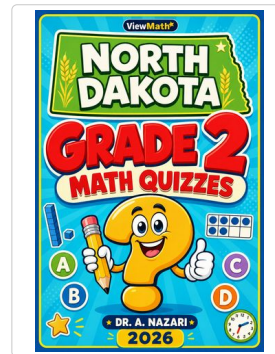 ViewMath
NORTH
DAKOTA
GRADE 2
MATH QUIZZES
A
B
C
D
DR. A. NAZARI
2026